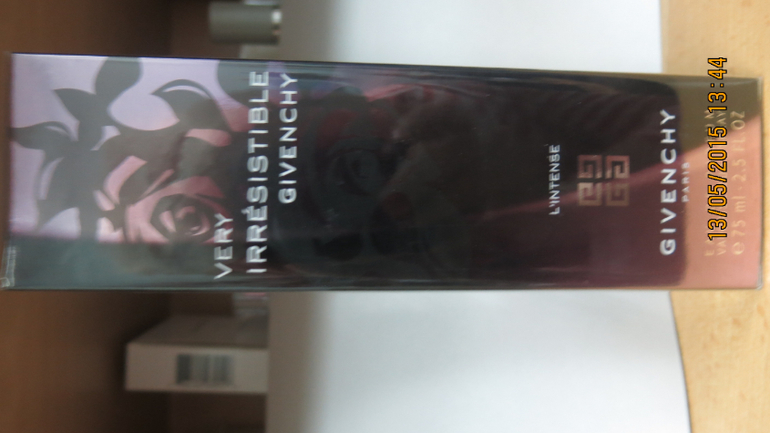 VERY
IRRÉSISTIBLE
GIVENCHY
L'INTENSE
GIVENCHY
PARIS
75 ml - 2.5 FL. OZ
13/05/2015 13:44